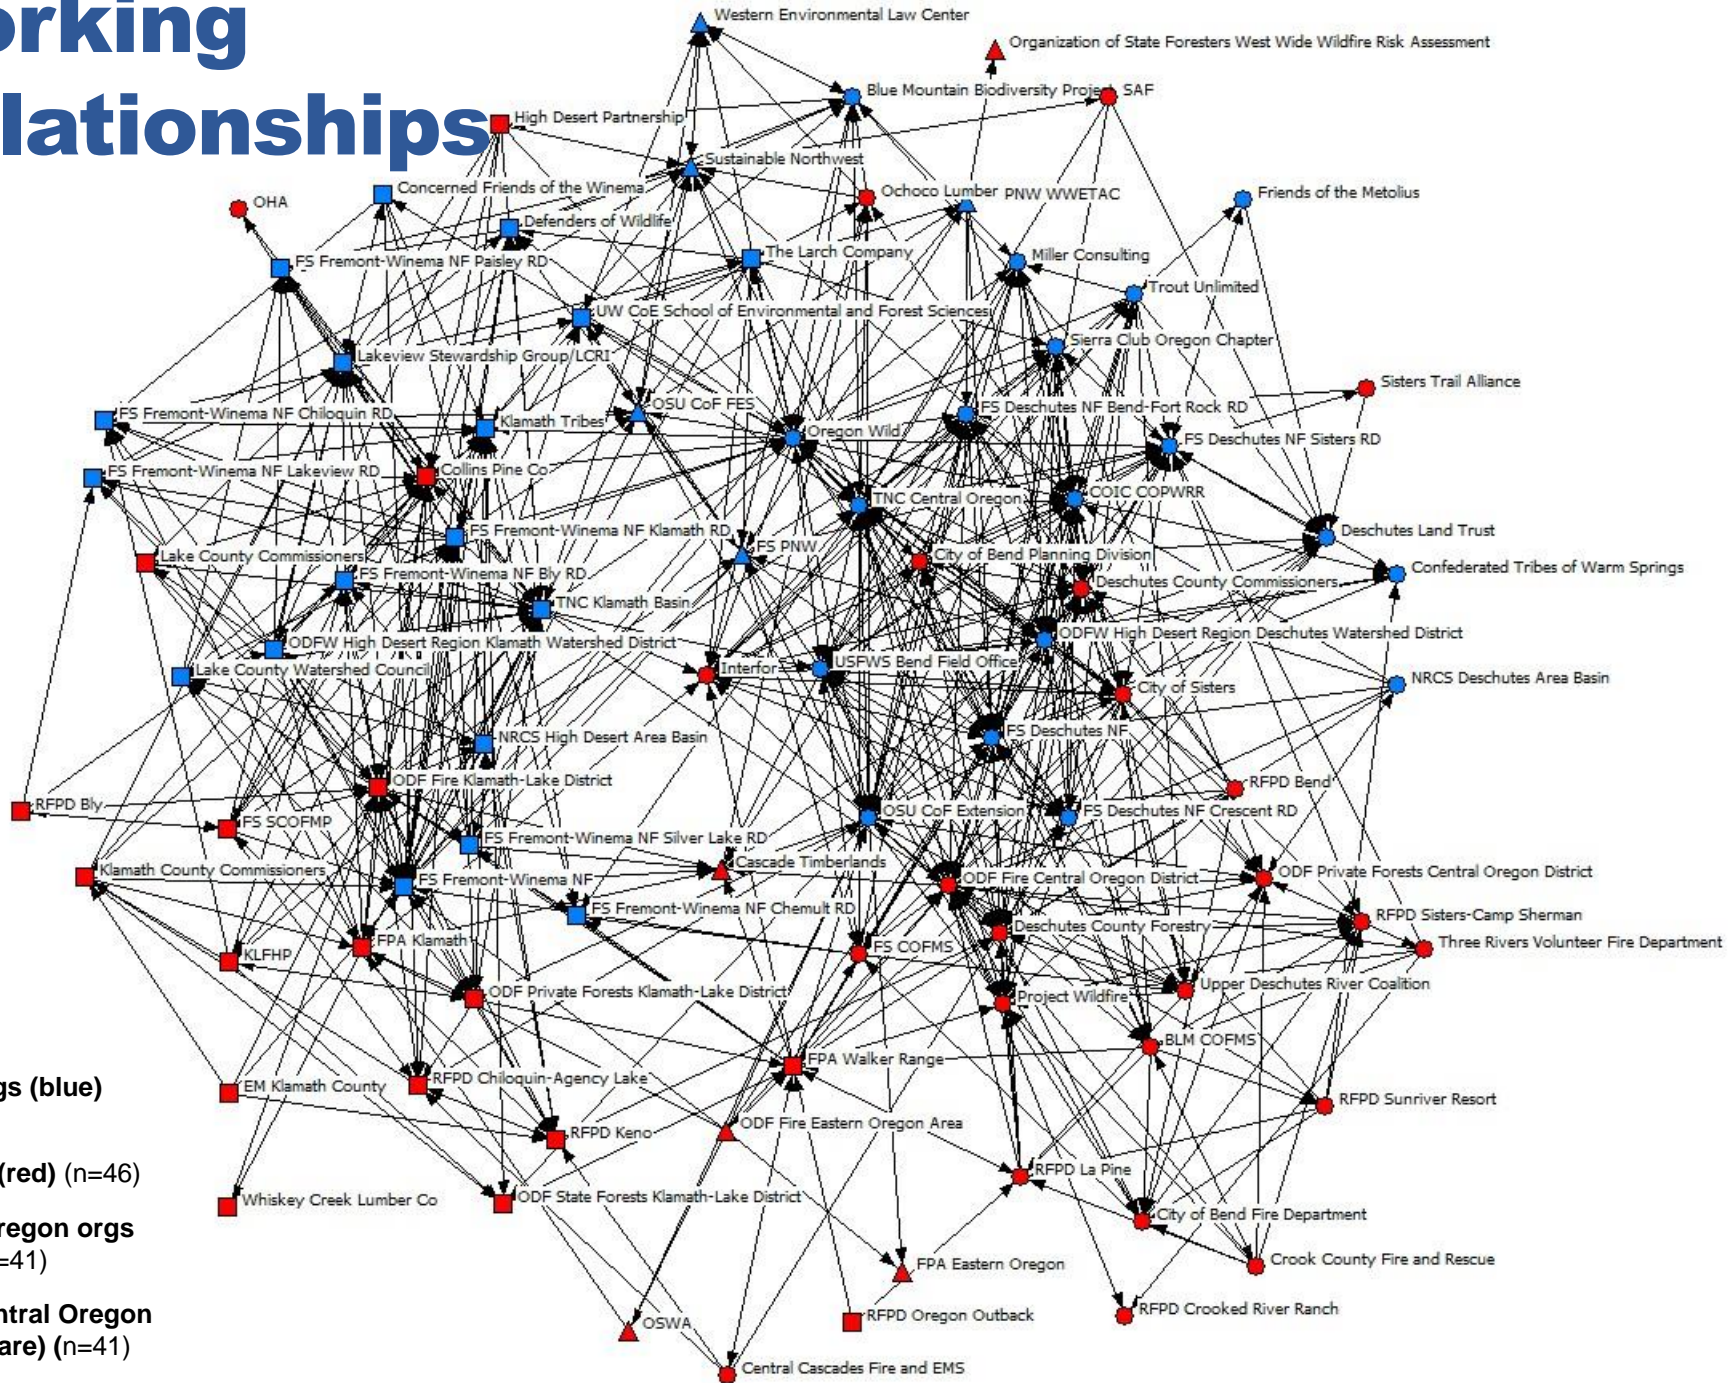 orking
lationships
Western Environmental Law Center
Organization of State Foresters West Wide Wildfire Risk Assessment
Blue Mountain Biodiversity Project
SAF
High Desert Partnership
Sustainable Northwest
Concerned Friends of the Winema
Ochoco Lumber
PNW WWETAC
Friends of the Metolius
OHA
Defenders of Wildlife
The Larch Company
Miller Consulting
FS Fremont-Winema NF Paisley RD
Trout Unlimited
UW CoE School of Environmental and Forest Sciences
Sierra Club Oregon Chapter
Lakeview Stewardship Group/LCRI
Sisters Trail Alliance
OSU CoF FES
FS Deschutes NF Bend-Fort Rock RD
FS Fremont-Winema NF Chiloquin RD
Klamath Tribes
Oregon Wild
FS Deschutes NF Sisters RD
FS Fremont-Winema NF Lakeview RD
Collins Pine Co
TNC Central Oregon
COIC COPWRR
FS Fremont-Winema NF Klamath RD
Deschutes Land Trust
FS PNW
City of Bend Planning Division
Lake County Commissioners
Confederated Tribes of Warm Springs
FS Fremont-Winema NF Bly RD
Deschutes County Commissioners
TNC Klamath Basin
ODFW High Desert Region Deschutes Watershed District
ODFW High Desert Region Klamath Watershed District
USFWS Bend Field Office
Lake County Watershed Council
Interfor
NRCS Deschutes Area Basin
City of Sisters
FS Deschutes NF
NRCS High Desert Area Basin
ODF Fire Klamath-Lake District
RFPD Bend
RFPD Bly
OSU CoF Extension
FS Deschutes NF Crescent RD
FS SCOFMP
FS Fremont-Winema NF Silver Lake RD
Cascade Timberlands
Klamath County Commissioners
ODF Fire Central Oregon District
ODF Private Forests Central Oregon District
FS Fremont-Winema NF
FS Fremont-Winema NF Chemult RD
RFPD Sisters-Camp Sherman
Deschutes County Forestry
FPA Klamath
Three Rivers Volunteer Fire Department
FS COFMS
KLFHP
Upper Deschutes River Coalition
ODF Private Forests Klamath-Lake District
Project Wildfire
BLM COFMS
FPA Walker Range
RFPD Chiloquin-Agency Lake
gs (blue)
EM Klamath County
RFPD Sunriver Resort
ODF Fire Eastern Oregon Area
RFPD Keno
(red) (n=46)
RFPD La Pine
Whiskey Creek Lumber Co
ODF State Forests Klamath-Lake District
City of Bend Fire Department
regon orgs
=41)
FPA Eastern Oregon
Crook County Fire and Rescue
ntral Oregon
RFPD Oregon Outback
RFPD Crooked River Ranch
OSWA
are) (n=41)
Central Cascades Fire and EMS